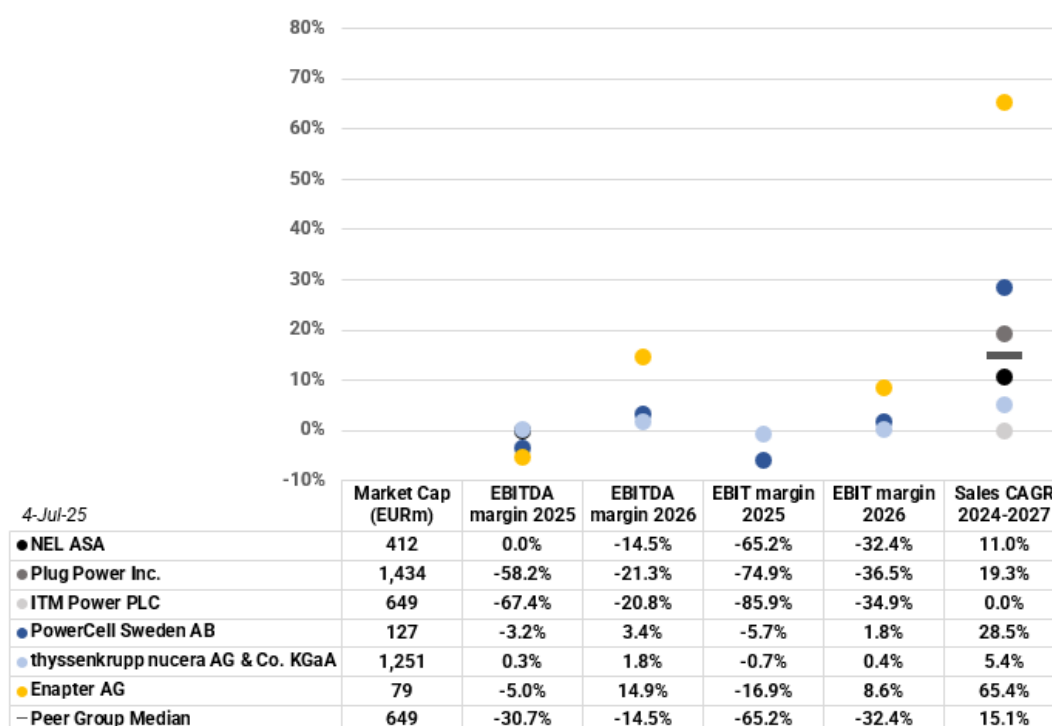 80%
70%
60%
50%
40%
30%
20%
10%
0%
-10%
4-Jul-25 Market Cap (EURm) EBITDA margin 2025 EBITDA margin 2026 EBIT margin 2025 EBIT margin 2026 Sales CAGR 2024-2027
NEL ASA 412 0.0% -14.5% -65.2% -32.4% 11.0%
Plug Power Inc. 1,434 -58.2% -21.3% -74.9% -36.5% 19.3%
ITM Power PLC 649 -67.4% -20.8% -85.9% -34.9% 0.0%
PowerCell Sweden AB 127 -3.2% 3.4% -5.7% 1.8% 28.5%
thyssenkrupp nucera AG & Co. KGaA 1,251 0.3% 1.8% -0.7% 0.4% 5.4%
Enapter AG 79 -5.0% 14.9% -16.9% 8.6% 65.4%
Peer Group Median 649 -30.7% -14.5% -65.2% -32.4% 15.1%